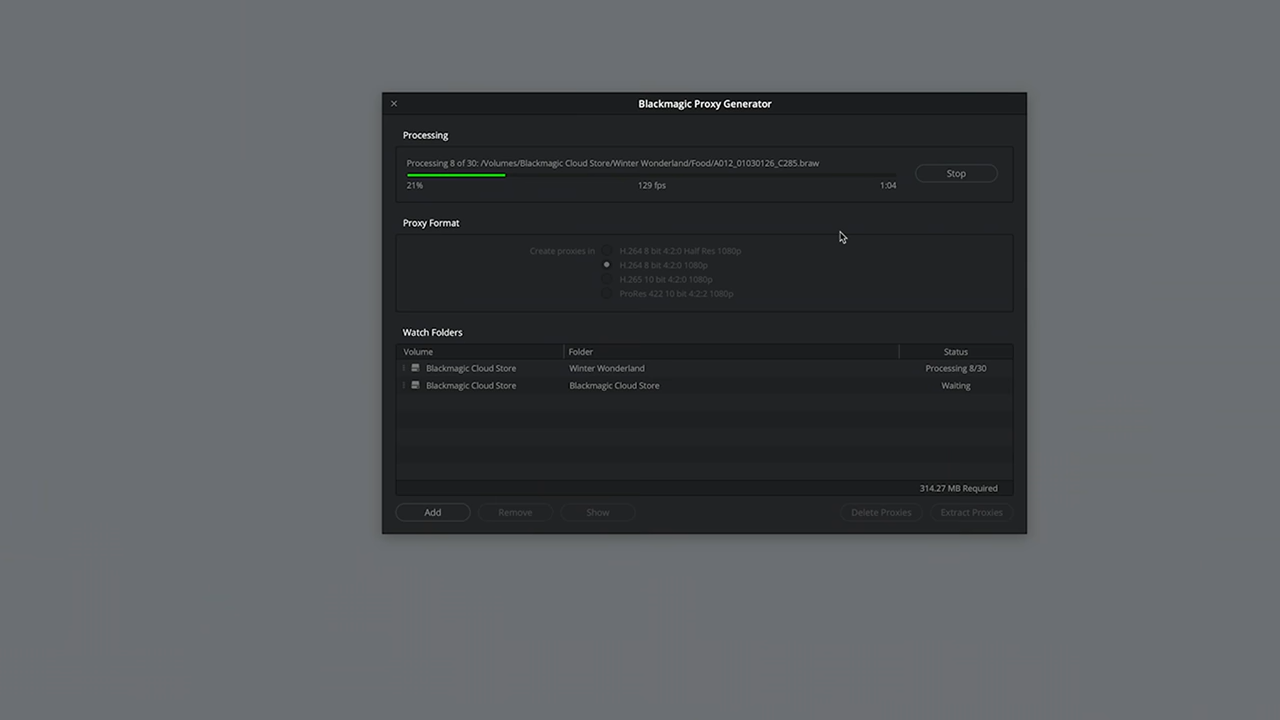 Blackmagic Proxy Generator
Processing
Processing 8 of 30: /Volumes/Blackmagic Cloud Store/Winter Wonderland/Food/A012_01030126_C285.braw
Stop
21% 129 fps 1:04
Proxy Format
Create proxies in H.264 8 bit 4:2:0 Half Res 1080p
H.264 8 bit 4:2:0 1080p
H.265 10 bit 4:2:0 1080p
ProRes 422 10 bit 4:2:2 1080p
Watch Folders
Volume Folder Status
Blackmagic Cloud Store Winter Wonderland Processing 8/30
Blackmagic Cloud Store Blackmagic Cloud Store Waiting
314.27 MB Required
Add Remove Show Delete Proxies Extract Proxies